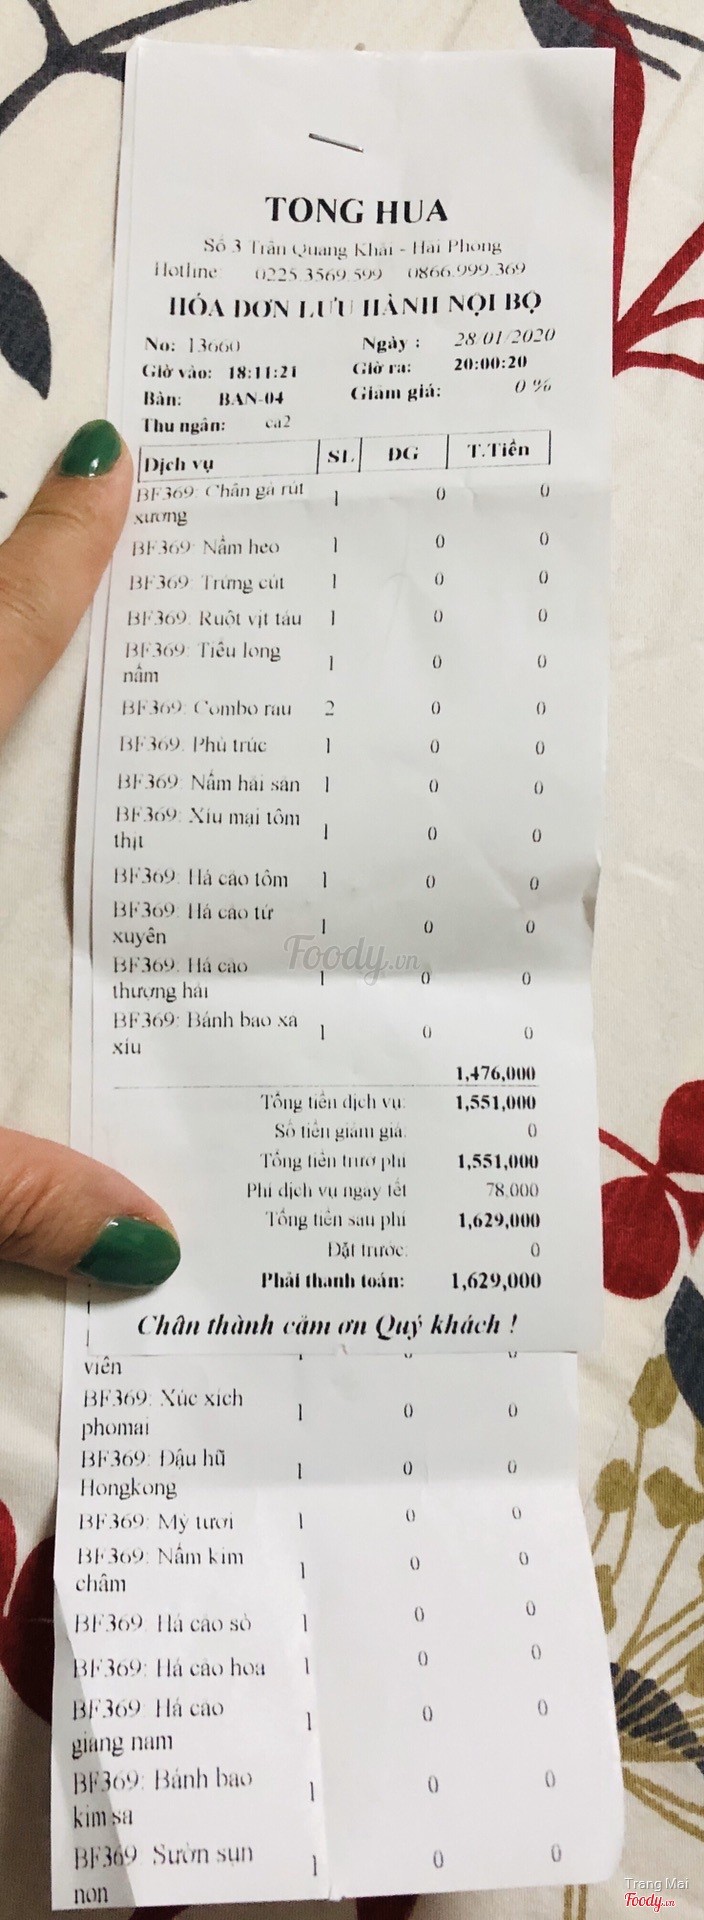 TONG HUA
Số 3 Trần Quang Khải - Hải Phòng
Hotline: 0225.3569.599 0866.999.369
HÓA ĐƠN LƯU HÀNH NỘI BỘ
No: 13660 Ngày : 28/01/2020
Giờ vào: 18:11:21 Giờ ra: 20:00:20
Bàn: BAN-04 Giảm giá: 0 %
Thu ngân: ca2
Dịch vụ SL ĐG T.Tiền
BF369: Chân gà rút
xương 1 0 0
BF369: Nầm heo 1 0 0
BF369: Trứng cút 1 0 0
BF369: Ruột vịt tàu 1 0 0
BF369: Tiểu long
nấm 1 0 0
BF369: Combo rau 2 0 0
BF369: Phù trúc 1 0 0
BF369: Nấm hải sản 1 0 0
BF369: Xíu mại tôm
thịt 1 0 0
BF369: Há cảo tôm 1 0 0
BF369: Há cảo tứ
xuyên 1 0 0
BF369: Há cảo
thượng hải 1 0 0
BF369: Bánh bao xá
xíu 1 0 0
1,476,000
Tổng tiền dịch vụ: 1,551,000
Số tiền giảm giá: 0
Tổng tiền trướ phí 1,551,000
Phí dịch vụ ngày tết 78,000
Tổng tiền sau phí 1,629,000
Đặt trước: 0
Phải thanh toán: 1,629,000
Chân thành cảm ơn Quý khách !
viên
BF369: Xúc xích
phomai 1 0 0
BF369: Đậu hũ
Hongkong 1 0 0
BF369: Mỳ tươi 1 0 0
BF369: Nấm kim
châm 1 0 0
BF369: Há cảo sò 1 0 0
BF369: Há cảo hoa 1 0 0
BF369: Há cảo
giang nam 1 0 0
BF369: Bánh bao
kim sa 1 0 0
BF369: Sườn sụn
non 1 0 0
Foody.vn
Trang Mai
Foody.vn